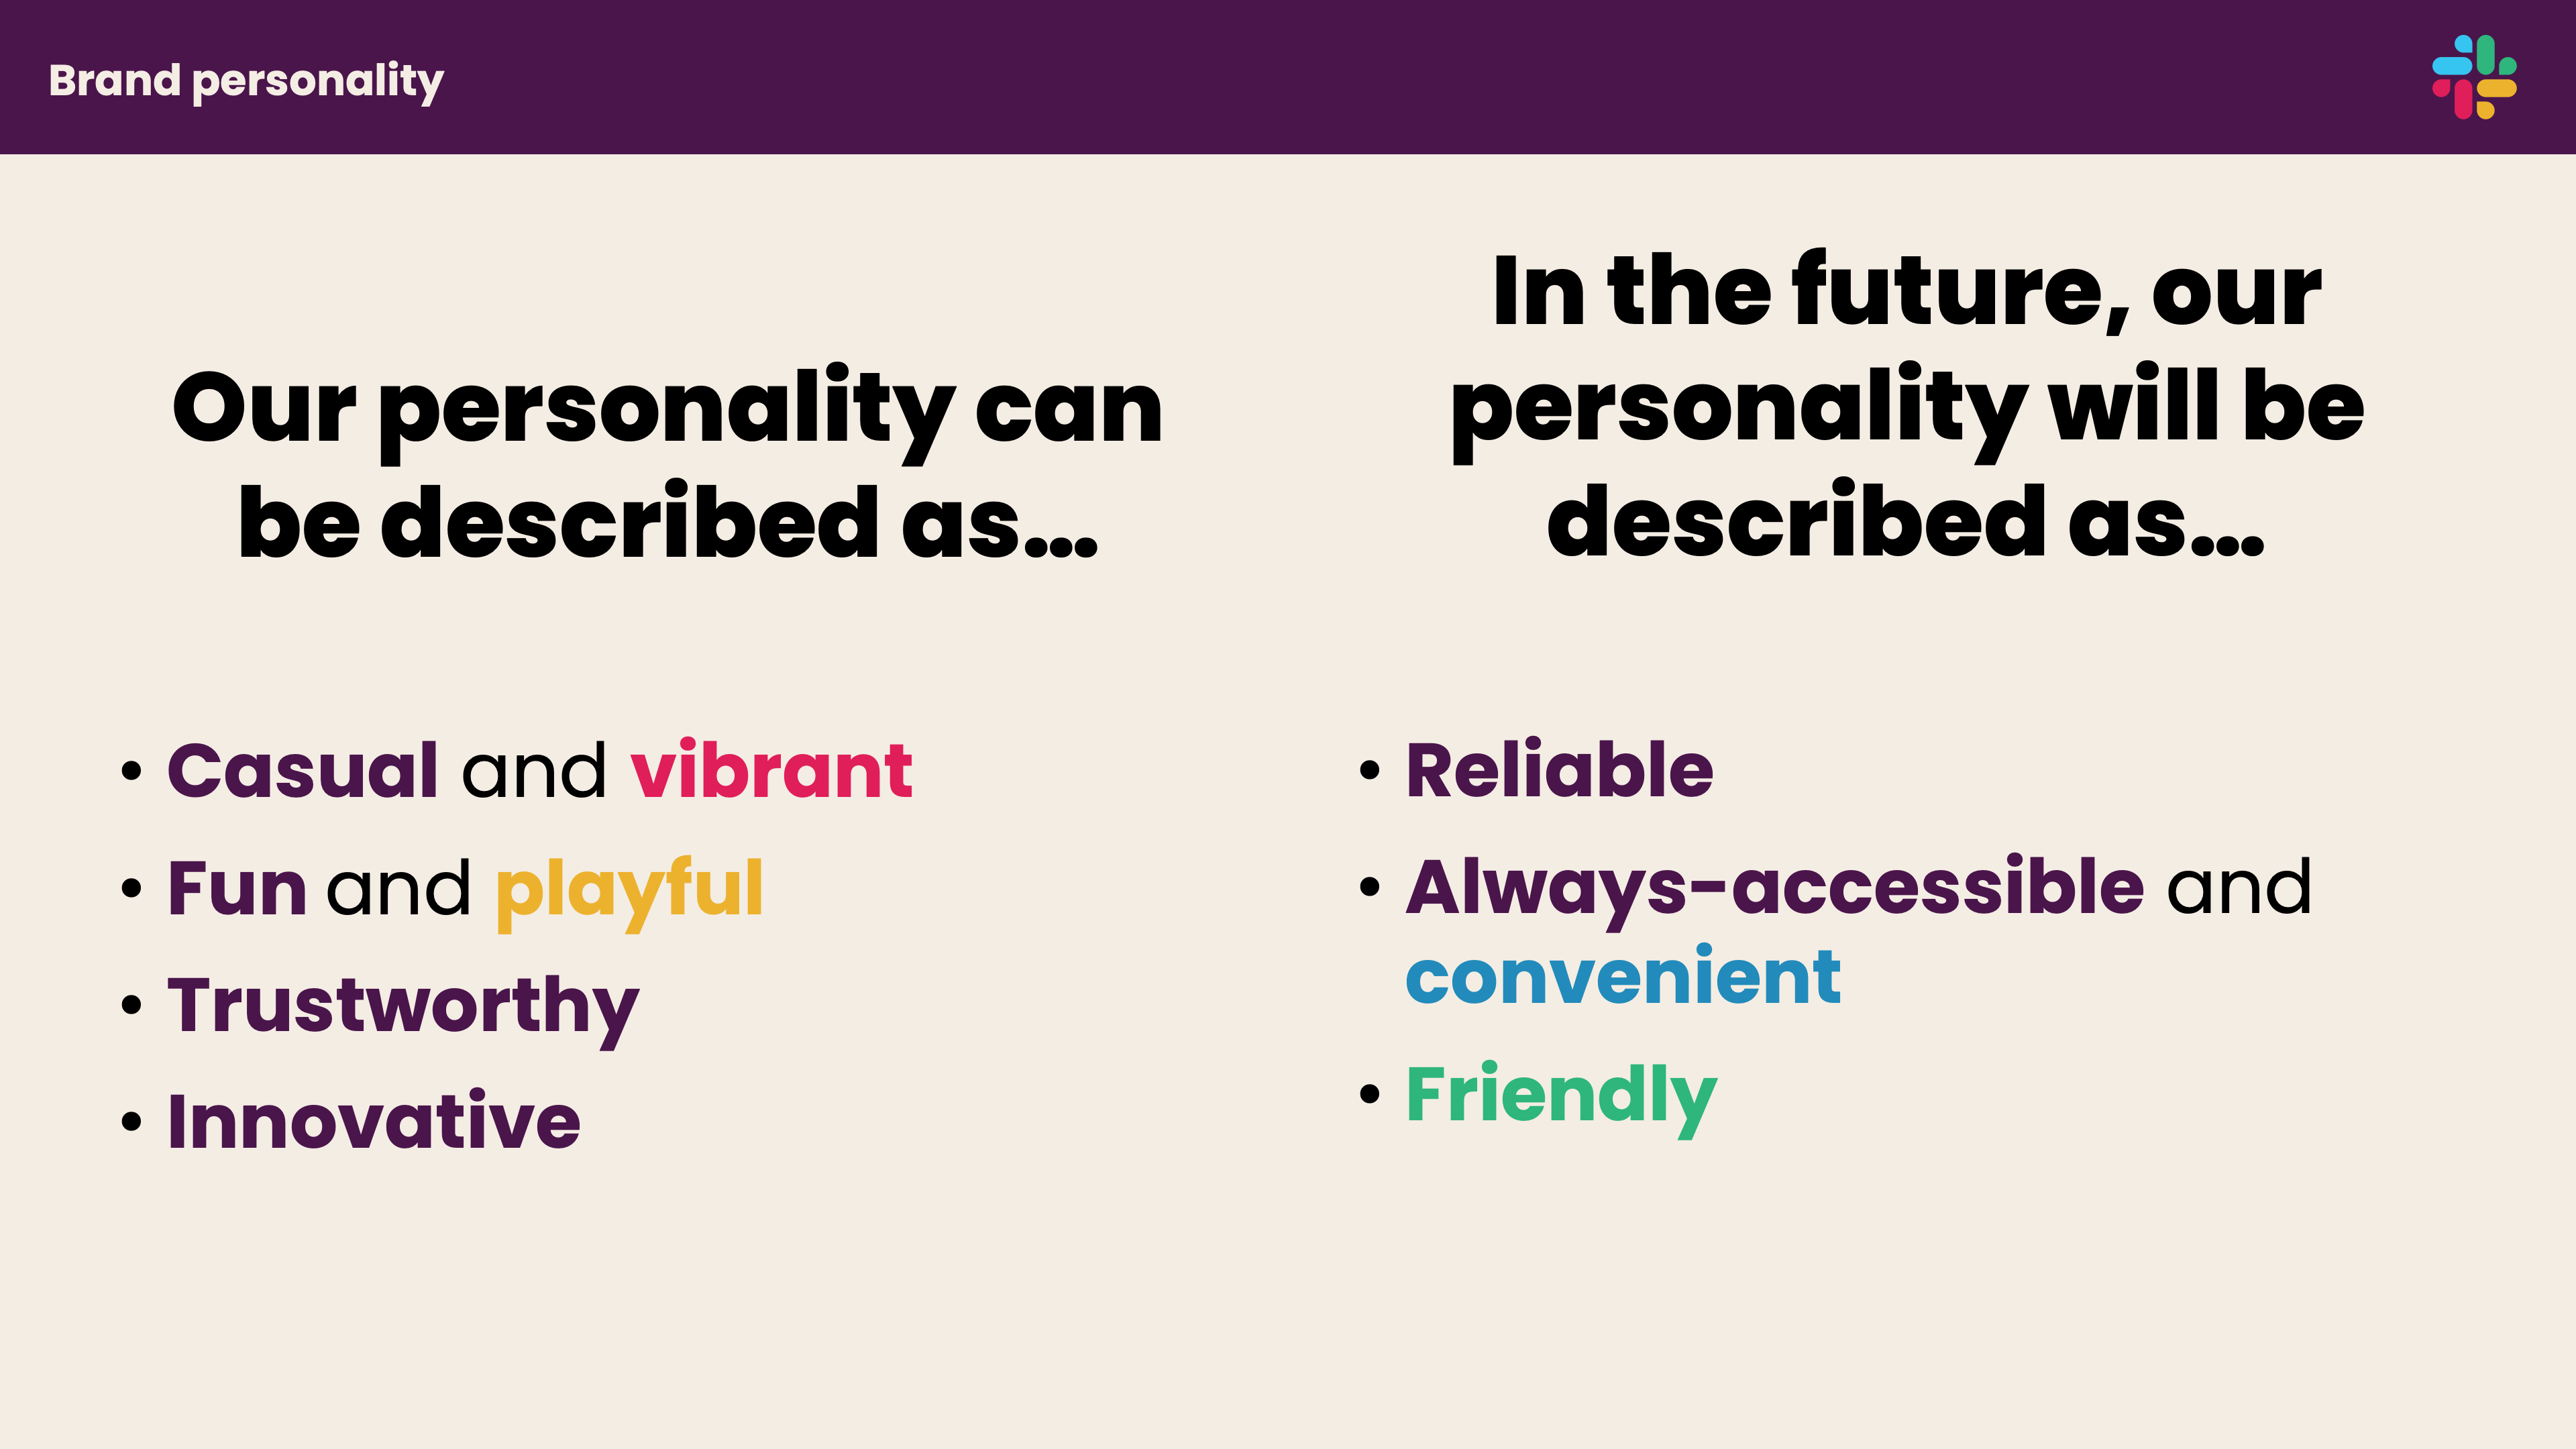 Brand personality
Our personality can
be described as...
• Casual and vibrant
• Fun and playful
• Trustworthy
• Innovative
In the future, our
personality will be
described as...
• Reliable
• Always-accessible and
convenient
• Friendly